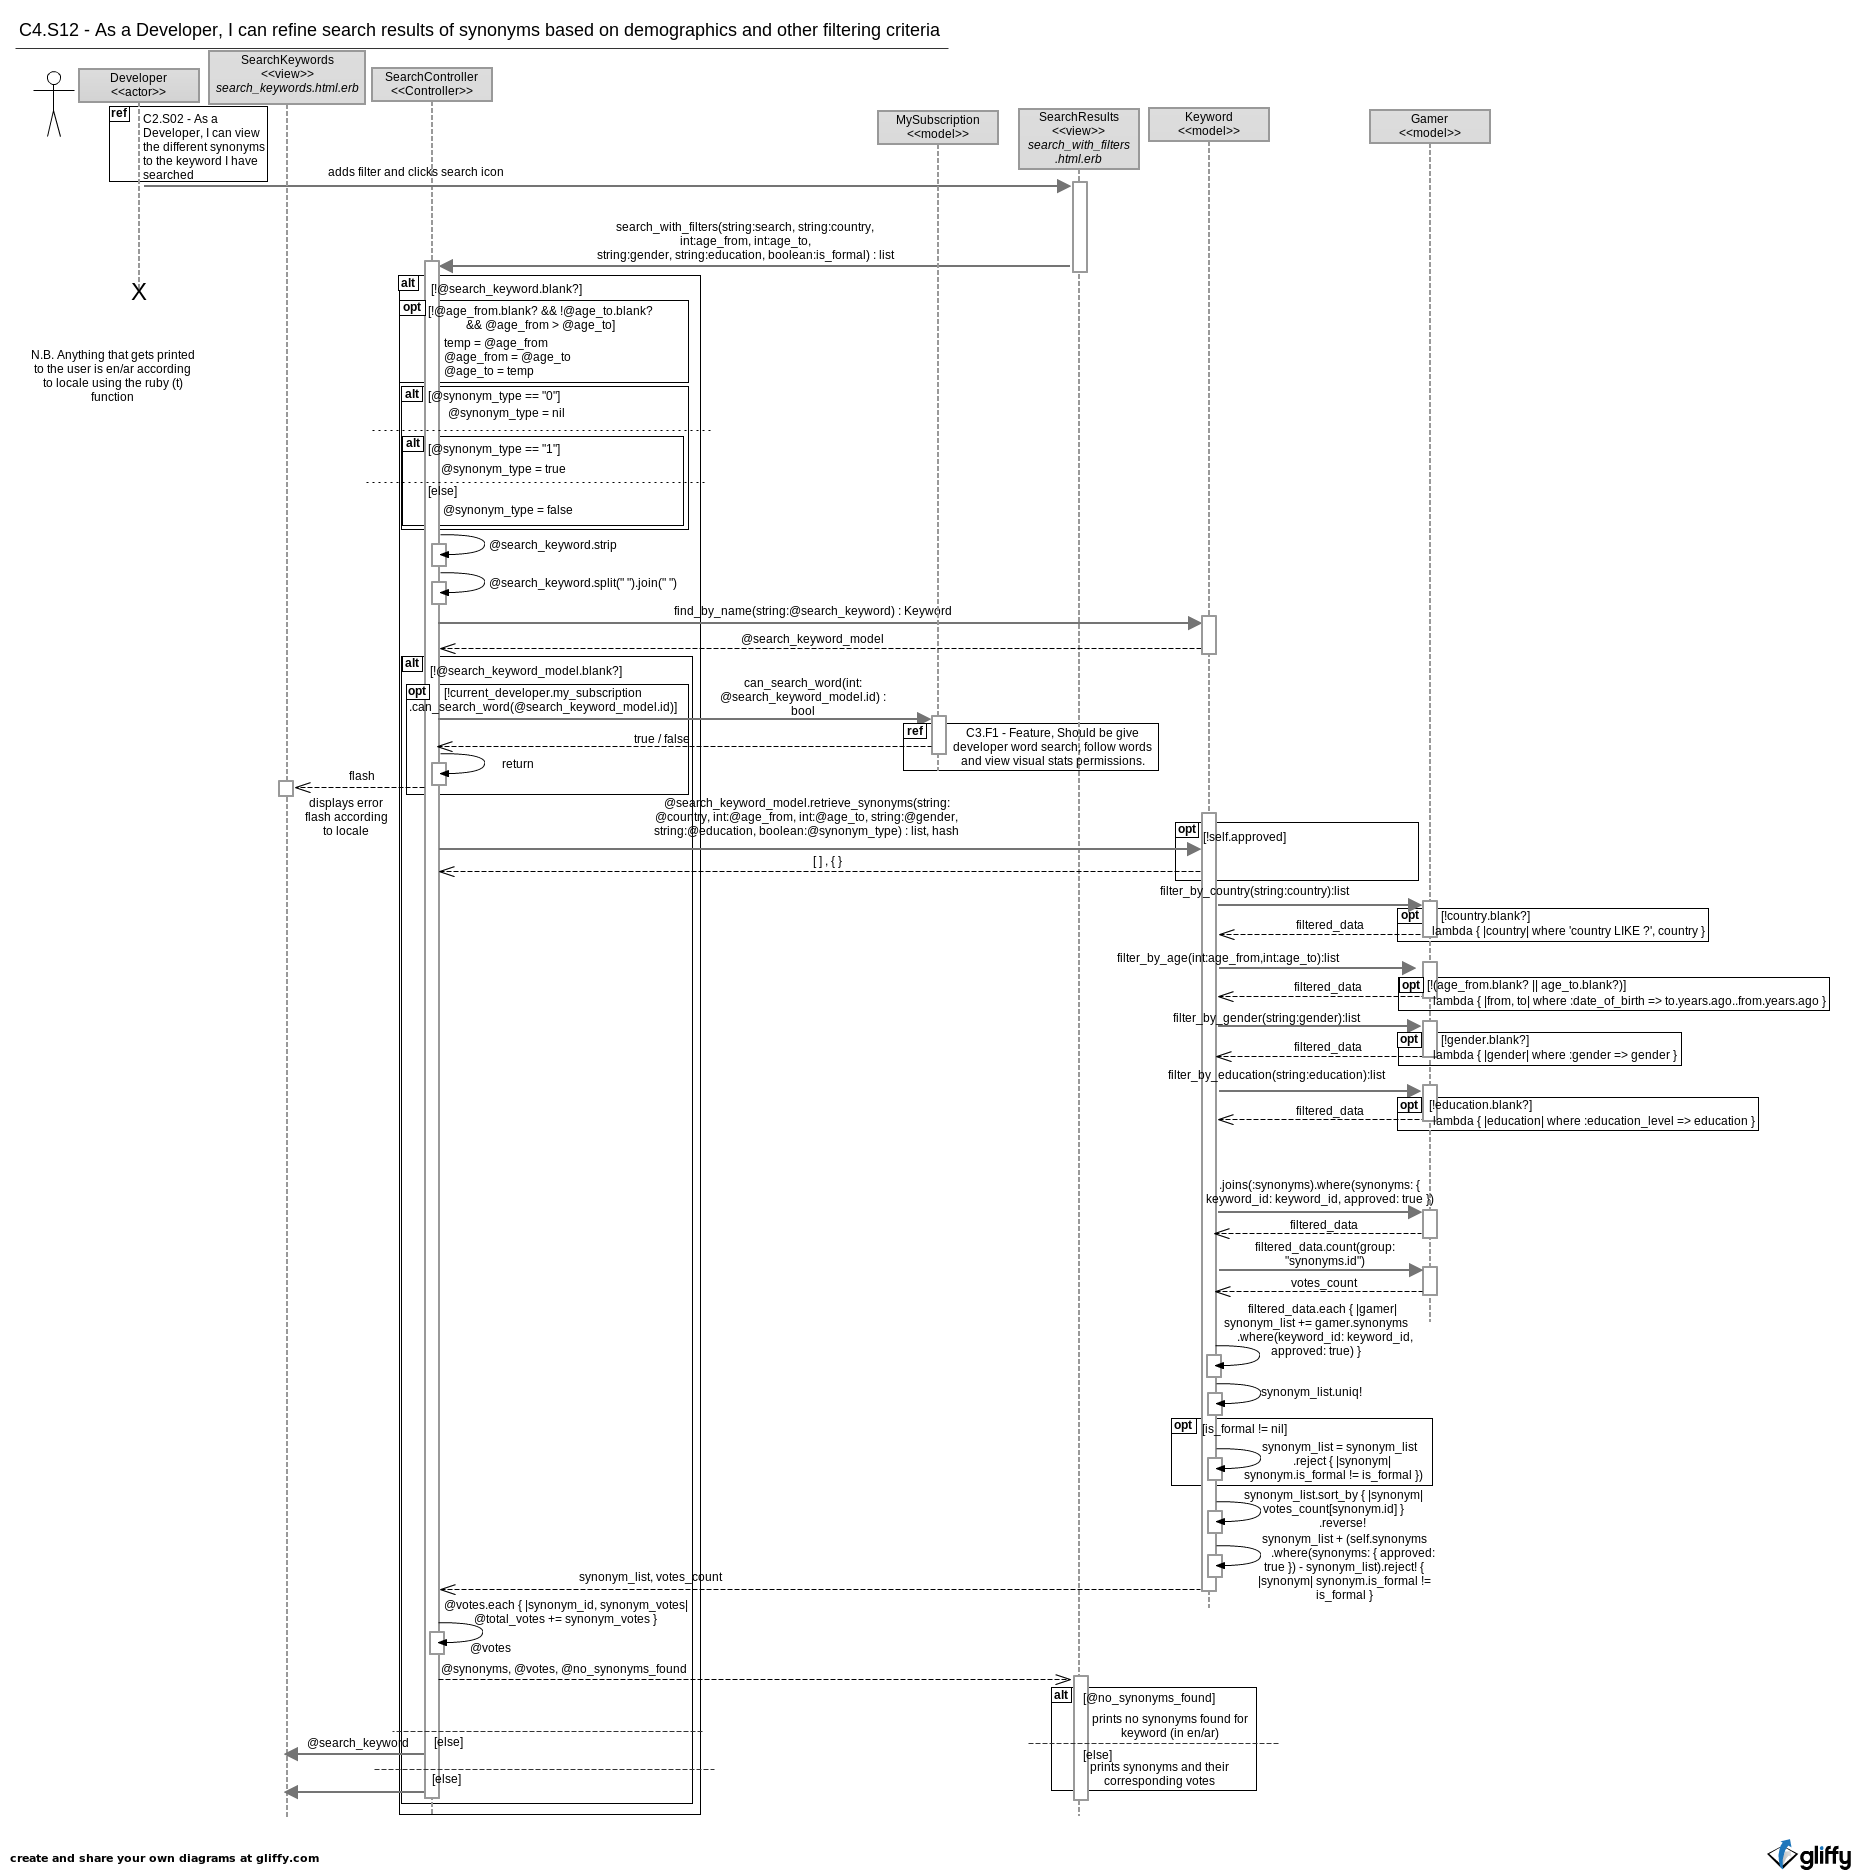 C4.S12 - As a Developer, I can refine search results of synonyms based on demographics and other filtering criteria
Developer
<<actor>>
SearchKeywords
<<view>>
search_keywords.html.erb
SearchController
<<Controller>>
MySubscription
<<model>>
SearchResults
<<view>>
search_with_filters
.html.erb
Keyword
<<model>>
Gamer
<<model>>
ref
C2.S02 - As a
Developer, I can view
the different synonyms
to the keyword I have
searched
adds filter and clicks search icon
search_with_filters(string:search, string:country,
int:age_from, int:age_to,
string:gender, string:education, boolean:is_formal) : list
X
N.B. Anything that gets printed
to the user is en/ar according
to locale using the ruby (t)
function
alt
[!@search_keyword.blank?]
opt
[!@age_from.blank? && !@age_to.blank?
&& @age_from > @age_to]
temp = @age_from
@age_from = @age_to
@age_to = temp
alt
[@synonym_type == "0"]
@synonym_type = nil
alt
[@synonym_type == "1"]
@synonym_type = true
[else]
@synonym_type = false
@search_keyword.strip
@search_keyword.split(" ").join(" ")
find_by_name(string:@search_keyword) : Keyword
@search_keyword_model
alt
[!@search_keyword_model.blank?]
opt
[!current_developer.my_subscription
.can_search_word(@search_keyword_model.id)]
can_search_word(int:
@search_keyword_model.id) :
bool
true / false
ref
C3.F1 - Feature, Should be give
developer word search, follow words
and view visual stats permissions.
return
flash
displays error
flash according
to locale
@search_keyword_model.retrieve_synonyms(string:
@country, int:@age_from, int:@age_to, string:@gender,
string:@education, boolean:@synonym_type) : list, hash
opt
[!self.approved]
[ ] , { }
filter_by_country(string:country):list
opt
[!country.blank?]
lambda { |country| where 'country LIKE ?', country }
filtered_data
filter_by_age(int:age_from,int:age_to):list
opt
[!(age_from.blank? || age_to.blank?)]
lambda { |from, to| where :date_of_birth => to.years.ago..from.years.ago }
filtered_data
filter_by_gender(string:gender):list
opt
[!gender.blank?]
lambda { |gender| where :gender => gender }
filtered_data
filter_by_education(string:education):list
opt
[!education.blank?]
lambda { |education| where :education_level => education }
filtered_data
.joins(:synonyms).where(synonyms: {
keyword_id: keyword_id, approved: true })
filtered_data
filtered_data.count(group:
"synonyms.id")
votes_count
filtered_data.each { |gamer|
synonym_list += gamer.synonyms
.where(keyword_id: keyword_id,
approved: true) }
synonym_list.uniq!
opt
[is_formal != nil]
synonym_list = synonym_list
.reject { |synonym|
synonym.is_formal != is_formal })
synonym_list.sort_by { |synonym|
votes_count[synonym.id] }
.reverse!
synonym_list + (self.synonyms
.where(synonyms: { approved:
true }) - synonym_list).reject! {
|synonym| synonym.is_formal !=
is_formal }
synonym_list, votes_count
@votes.each { |synonym_id, synonym_votes|
@total_votes += synonym_votes }
@votes
@synonyms, @votes, @no_synonyms_found
alt
[@no_synonyms_found]
prints no synonyms found for
keyword (in en/ar)
[else]
prints synonyms and their
corresponding votes
@search_keyword
[else]
[else]
create and share your own diagrams at gliffy.com
gliffy